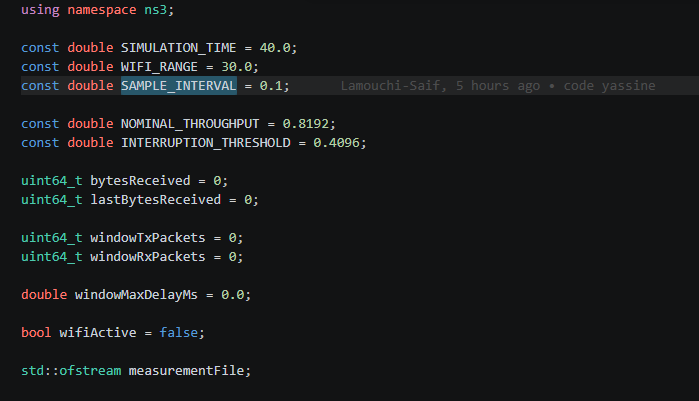 using namespace ns3;
const double SIMULATION_TIME = 40.0;
const double WIFI_RANGE = 30.0;
const double SAMPLE_INTERVAL = 0.1; Lamouchi-Saif, 5 hours ago • code yassine
const double NOMINAL_THROUGHPUT = 0.8192;
const double INTERRUPTION_THRESHOLD = 0.4096;
uint64_t bytesReceived = 0;
uint64_t lastBytesReceived = 0;
uint64_t windowTxPackets = 0;
uint64_t windowRxPackets = 0;
double windowMaxDelayMs = 0.0;
bool wifiActive = false;
std::ofstream measurementFile;